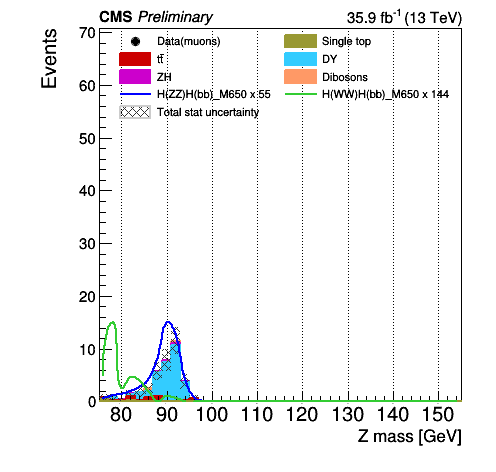 CMS Preliminary 35.9 fb⁻¹ (13 TeV)
Events
Data(muons) Single top
tt̄ DY
ZH Dibosons
H(ZZ)H(bb)_M650 x 55 H(WW)H(bb)_M650 x 144
Total stat uncertainty
70
60
50
40
30
20
10
0
80 90 100 110 120 130 140 150
Z mass [GeV]